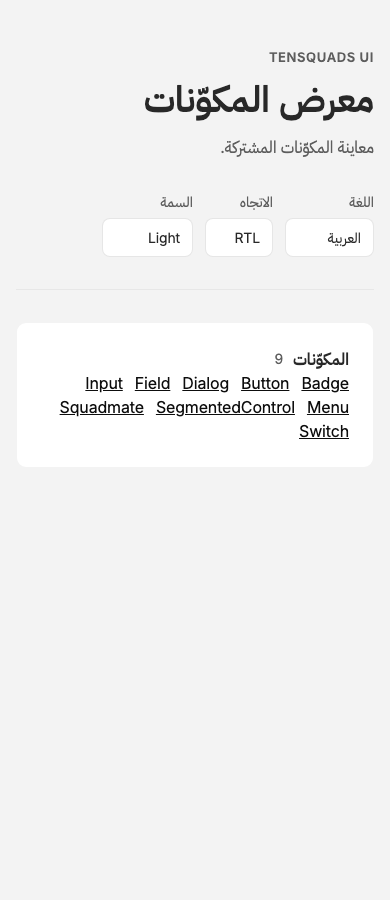 TENSQUADS UI
معرض المكوّنات
معاينة المكوّنات المشتركة.
اللغة الاتجاه السمة
العربية RTL Light
المكوّنات 9
Badge Button Dialog Field Input
Menu SegmentedControl Squadmate
Switch